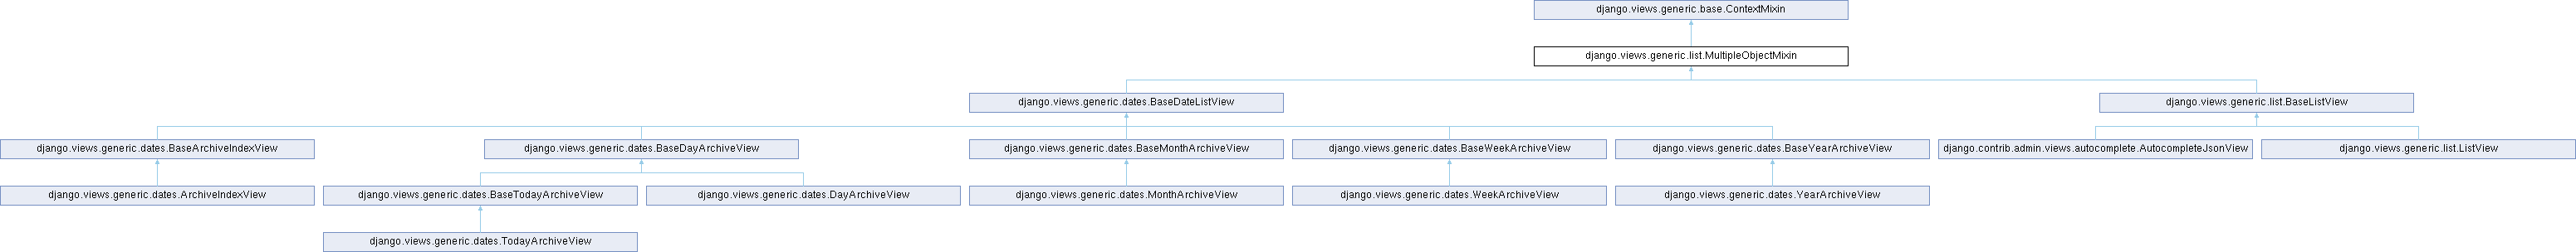 django.views.generic.base.ContextMixin
django.views.generic.list.MultipleObjectMixin
django.views.generic.dates.BaseDateListView
django.views.generic.list.BaseListView
django.views.generic.dates.BaseArchiveIndexView
django.views.generic.dates.BaseDayArchiveView
django.views.generic.dates.BaseMonthArchiveView
django.views.generic.dates.BaseWeekArchiveView
django.views.generic.dates.BaseYearArchiveView
django.contrib.admin.views.autocomplete.AutocompleteJsonView
django.views.generic.list.ListView
django.views.generic.dates.ArchiveIndexView
django.views.generic.dates.BaseTodayArchiveView
django.views.generic.dates.DayArchiveView
django.views.generic.dates.MonthArchiveView
django.views.generic.dates.WeekArchiveView
django.views.generic.dates.YearArchiveView
django.views.generic.dates.TodayArchiveView